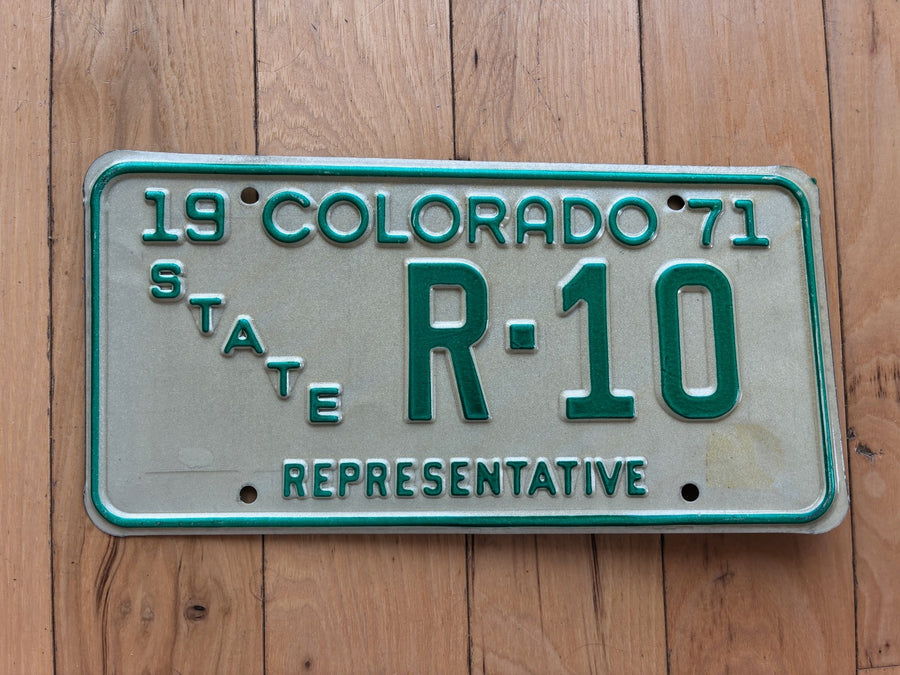 19 COLORADO 71
STATE
R·10
REPRESENTATIVE